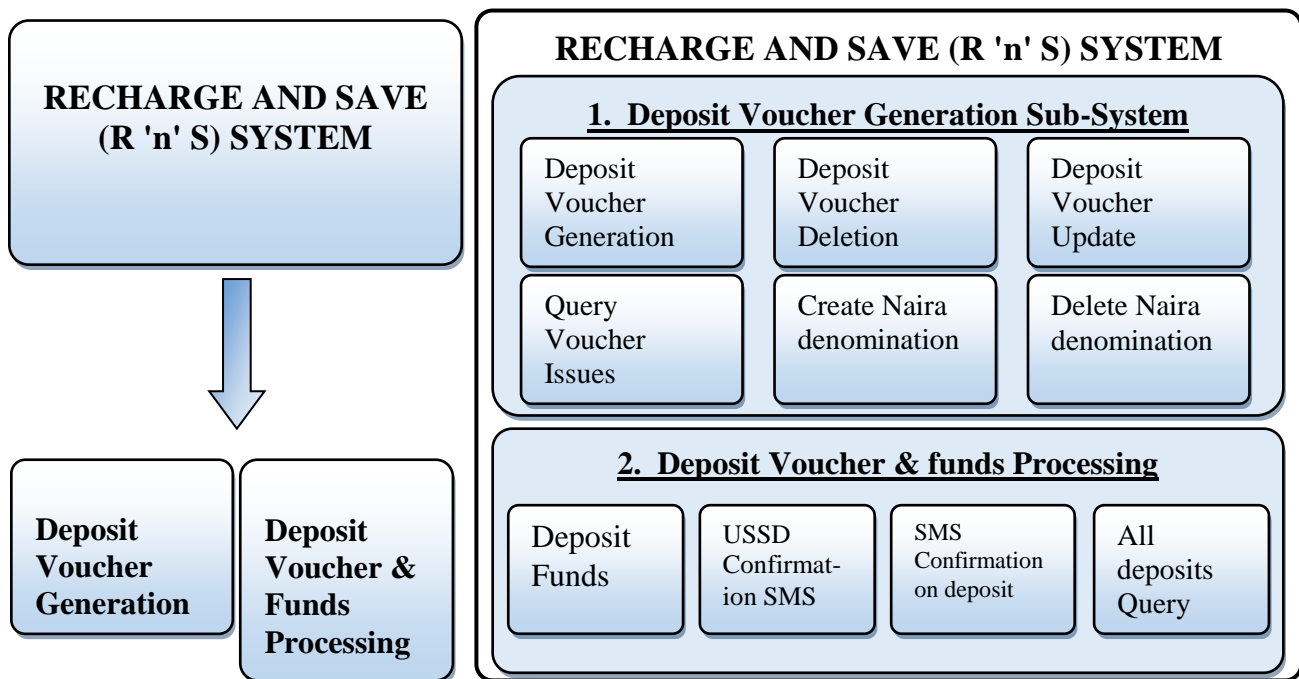 RECHARGE AND SAVE
(R 'n' S) SYSTEM
Deposit
Voucher
Generation
Deposit
Voucher &
Funds
Processing
RECHARGE AND SAVE (R 'n' S) SYSTEM
1. Deposit Voucher Generation Sub-System
Deposit
Voucher
Generation
Deposit
Voucher
Deletion
Deposit
Voucher
Update
Query
Voucher
Issues
Create Naira
denomination
Delete Naira
denomination
2. Deposit Voucher & funds Processing
Deposit
Funds
USSD
Confirmat-
ion SMS
SMS
Confirmation
on deposit
All
deposits
Query